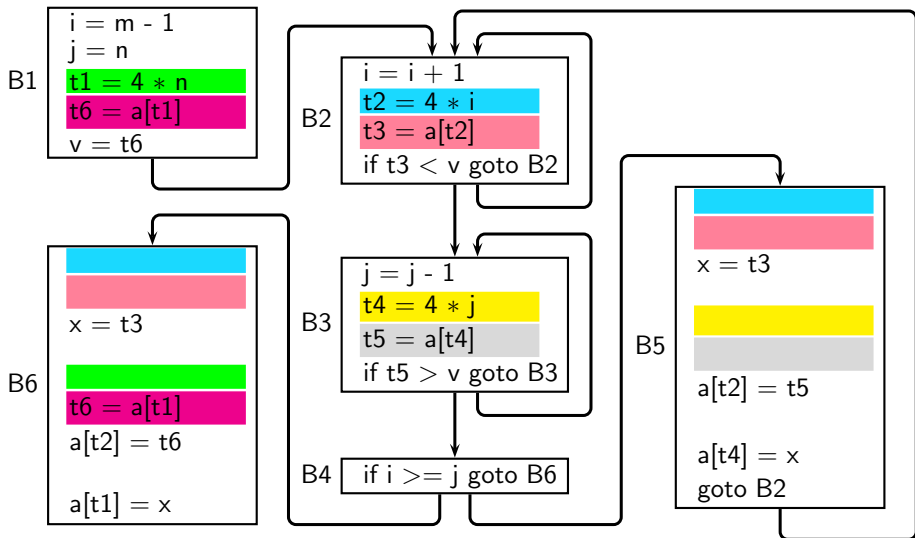 B1
i = m - 1
j = n
t1 = 4 * n
t6 = a[t1]
v = t6
B2
i = i + 1
t2 = 4 * i
t3 = a[t2]
if t3 < v goto B2
B3
j = j - 1
t4 = 4 * j
t5 = a[t4]
if t5 > v goto B3
B4
if i >= j goto B6
B5
x = t3
a[t2] = t5
a[t4] = x
goto B2
B6
x = t3
t6 = a[t1]
a[t2] = t6
a[t1] = x